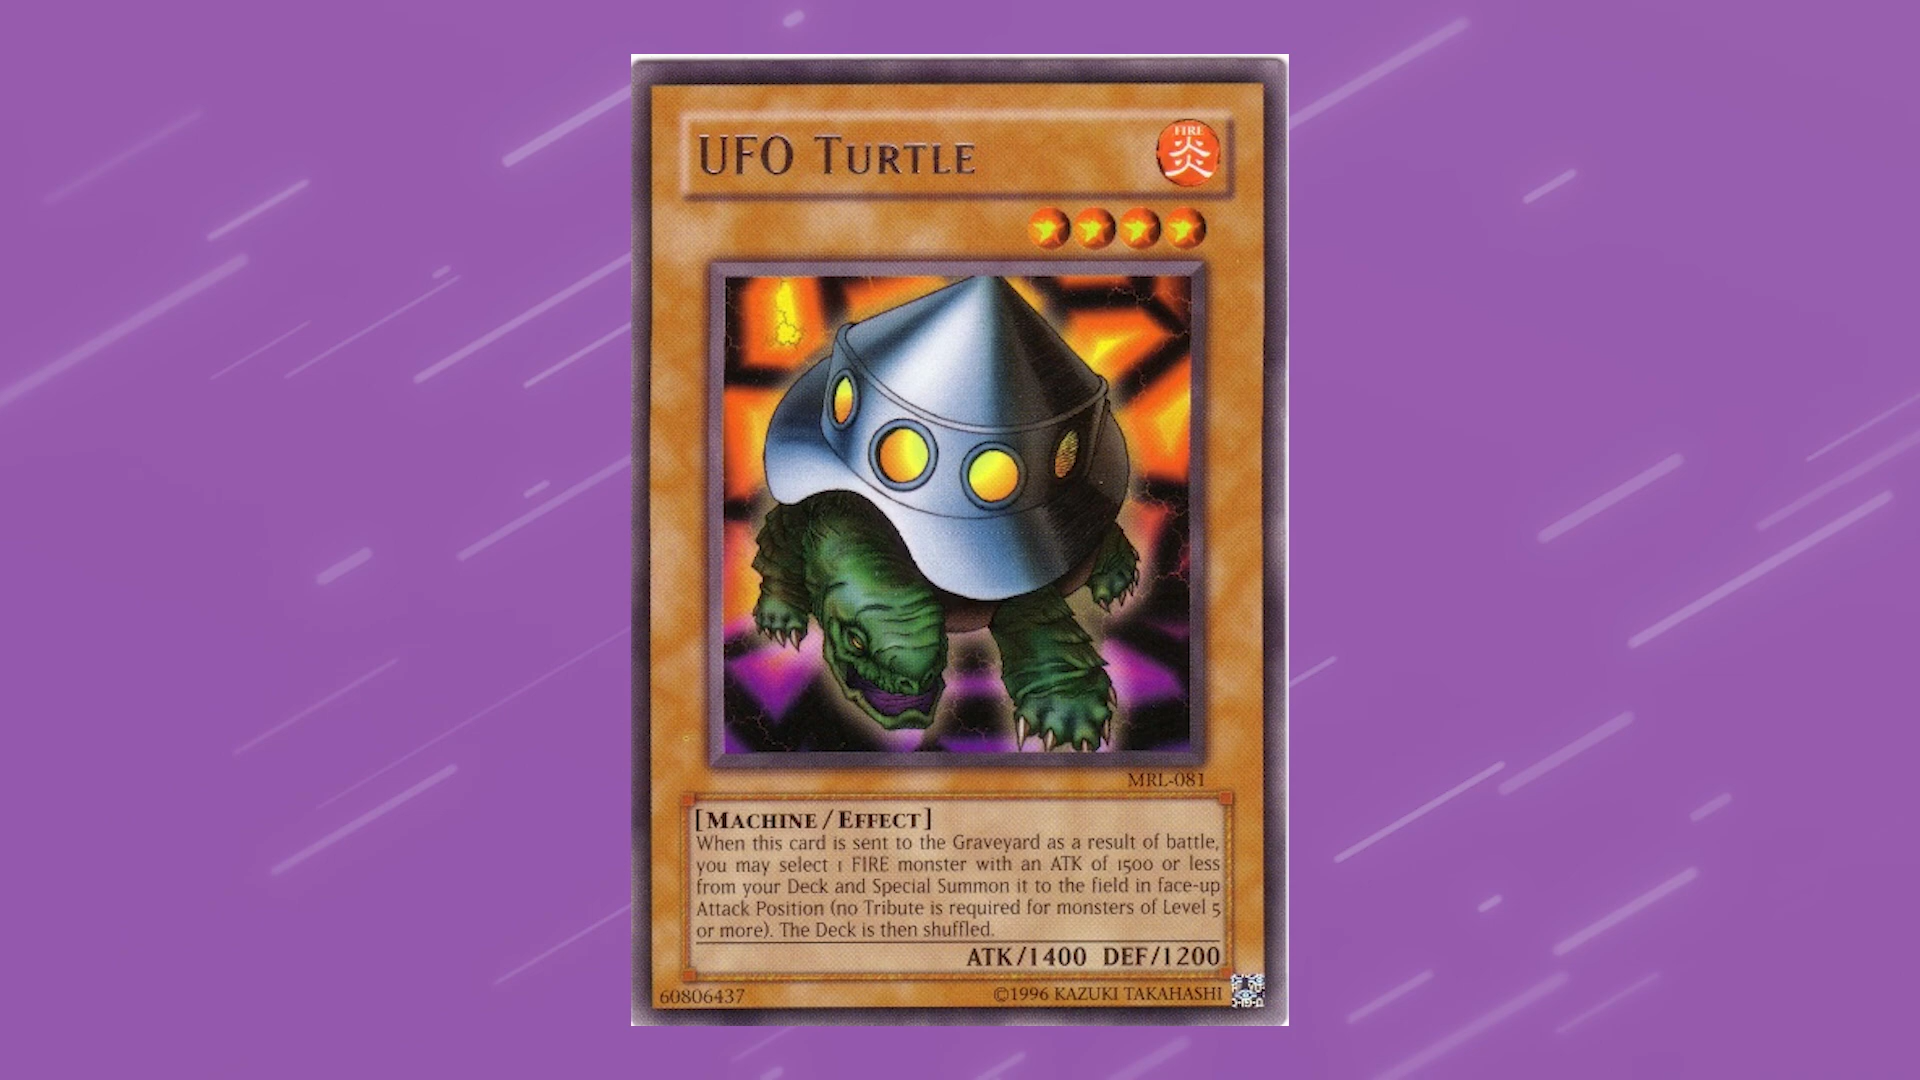 UFO Turtle
FIRE
炎
MRL-081
[Machine/Effect]
When this card is sent to the Graveyard as a result of battle,
you may select 1 FIRE monster with an ATK of 1500 or less
from your Deck and Special Summon it to the field in face-up
Attack Position (no Tribute is required for monsters of Level 5
or more). The Deck is then shuffled.
ATK/1400 DEF/1200
60806437
©1996 KAZUKI TAKAHASHI